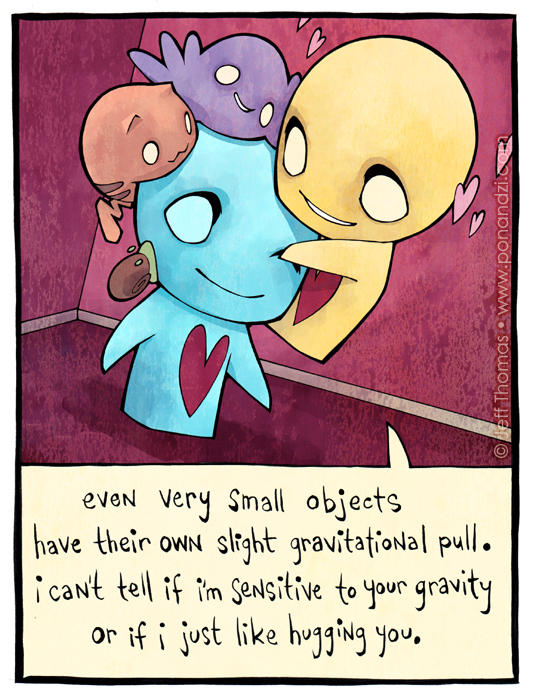 © Jeff Thomas • www.ponandzi.com
even very small objects
have their own slight gravitational pull.
i can't tell if i'm sensitive to your gravity
or if i just like hugging you.